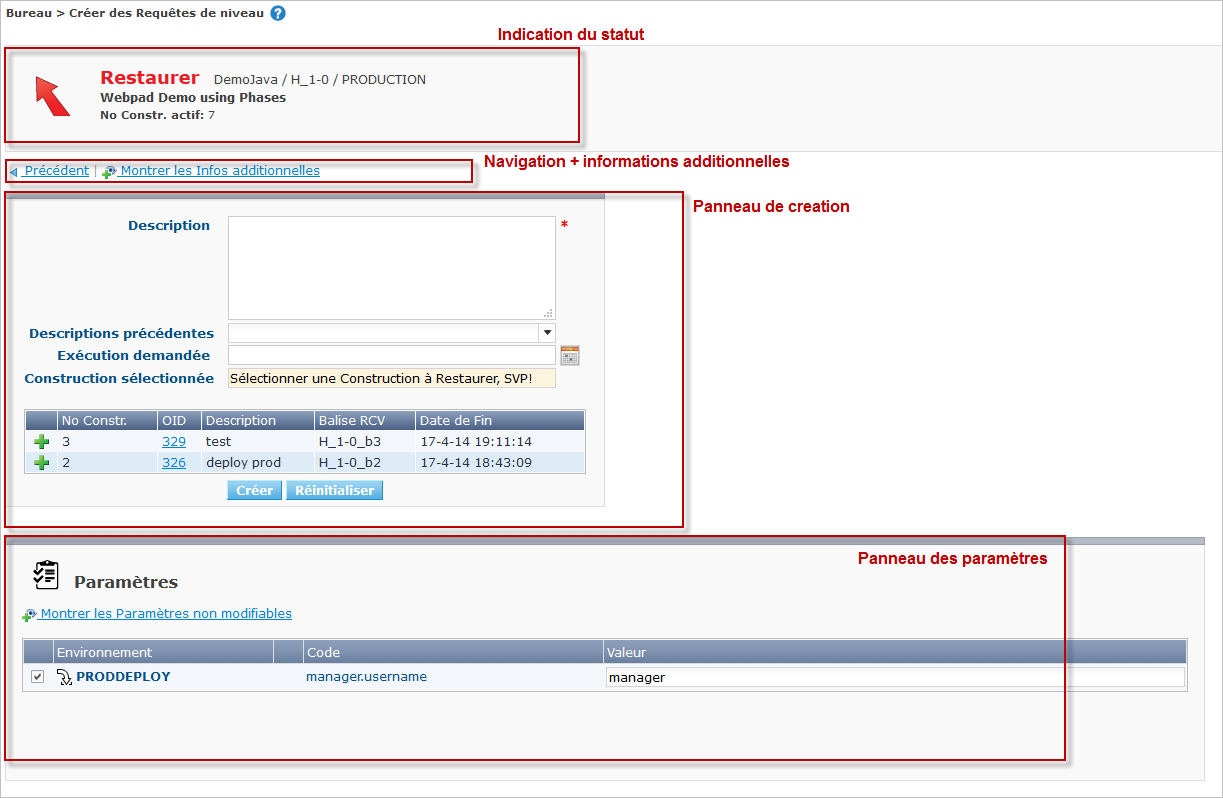 Bureau > Créer des Requêtes de niveau ?
Indication du statut
Restaurer DemoJava / H_1-0 / PRODUCTION
Webpad Demo using Phases
No Constr. actif: 7
Navigation + informations additionnelles
Précédent | Montrer les Infos additionnelles
Panneau de creation
Description *
Descriptions précédentes
Exécution demandée
Construction sélectionnée Sélectionner une Construction à Restaurer, SVP!
No Constr. OID Description Balise RCV Date de Fin
3 329 test H_1-0_b3 17-4-14 19:11:14
2 326 deploy prod H_1-0_b2 17-4-14 18:43:09
Créer Réinitialiser
Panneau des paramètres
Paramètres
Montrer les Paramètres non modifiables
Environnement Code Valeur
PRODDEPLOY manager.username manager